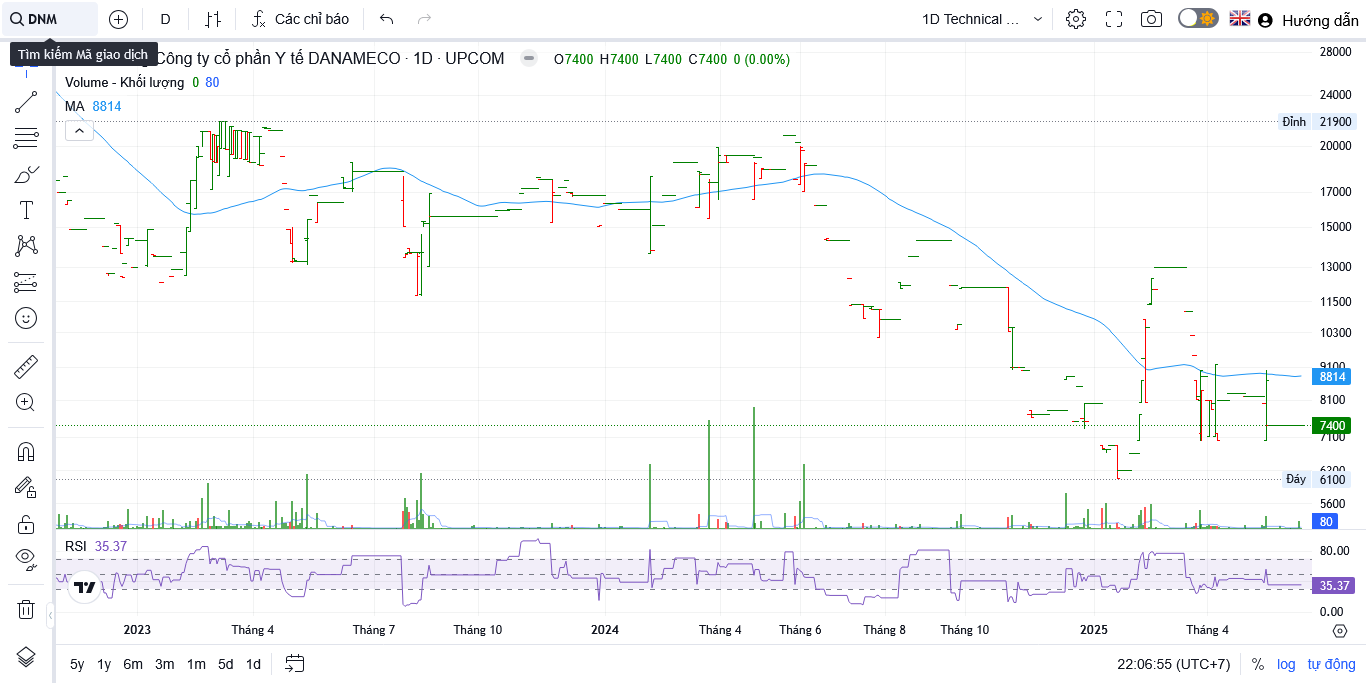 DNM
D
Các chỉ báo
1D Technical ...
Hướng dẫn
Tìm kiếm Mã giao dịch
Công ty cổ phần Y tế DANAMECO · 1D · UPCOM
O7400 H7400 L7400 C7400 0 (0.00%)
Volume - Khối lượng 0 80
MA 8814
28000
24000
Đỉnh 21900
20000
17000
15000
13000
11500
10300
9100
8814
8100
7400
7100
6200
Đáy 6100
5600
80
RSI 35.37
80.00
35.37
0.00
2023 Tháng 4 Tháng 7 Tháng 10 2024 Tháng 4 Tháng 6 Tháng 8 Tháng 10 2025 Tháng 4
5y 1y 6m 3m 1m 5d 1d
22:06:55 (UTC+7) % log tự động